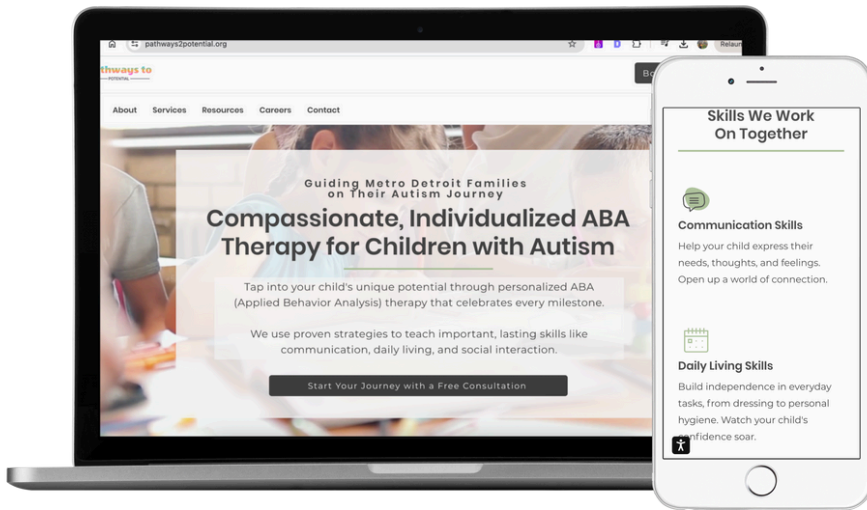 pathways2potential.org
Relaun
thways to
POTENTIAL
Bo
About Services Resources Careers Contact
Guiding Metro Detroit Families
on Their Autism Journey
Compassionate, Individualized ABA
Therapy for Children with Autism
Tap into your child's unique potential through personalized ABA
(Applied Behavior Analysis) therapy that celebrates every milestone.
We use proven strategies to teach important, lasting skills like
communication, daily living, and social interaction.
Start Your Journey with a Free Consultation
Skills We Work
On Together
Communication Skills
Help your child express their
needs, thoughts, and feelings.
Open up a world of connection.
Daily Living Skills
Build independence in everyday
tasks, from dressing to personal
hygiene. Watch your child's
confidence soar.